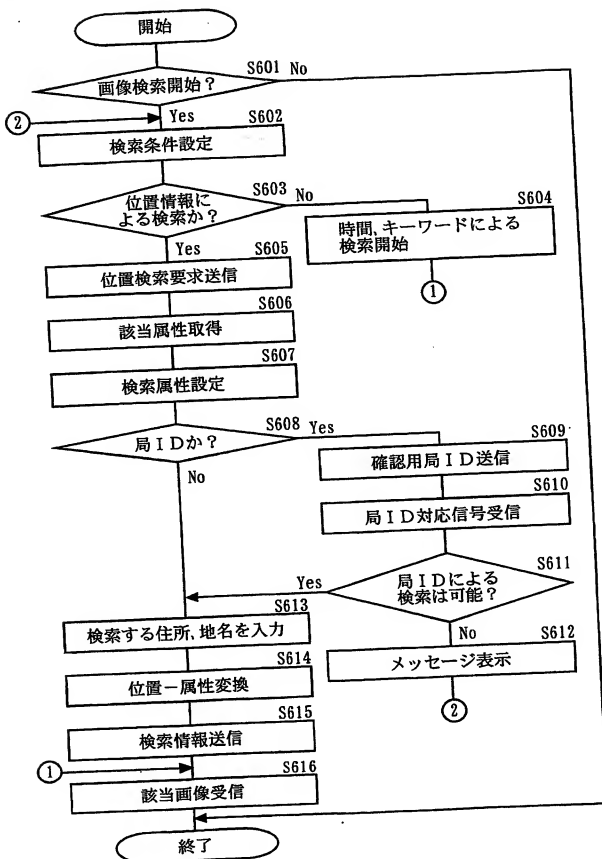 開始
画像検索開始?
S601
No
②
Yes
S602
検索条件設定
位置情報に
よる検索か?
S603
No
S604
時間、キーワードによる
検索開始
①
Yes
S605
位置検索要求送信
S606
該当属性取得
S607
検索属性設定
局IDか?
S608
Yes
No
S609
確認用局ID送信
S610
局ID対応信号受信
局IDによる
検索は可能?
S611
Yes
No
S612
メッセージ表示
②
S613
検索する住所、地名を入力
S614
位置-属性変換
S615
検索情報送信
①
S616
該当画像受信
終了